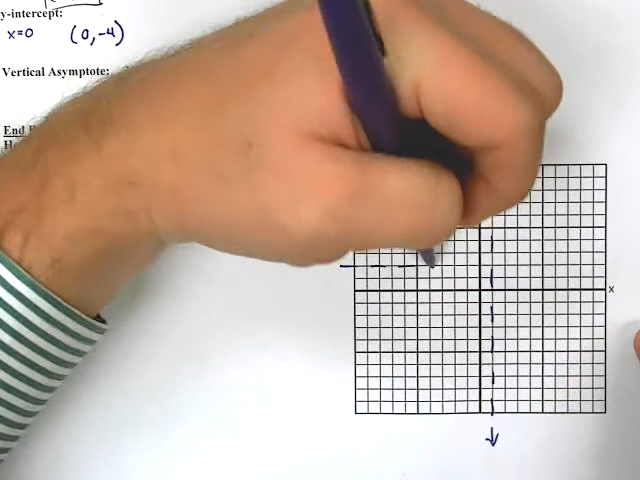 y-intercept:
x=0 (0,-4)
Vertical Asymptote:
End
x